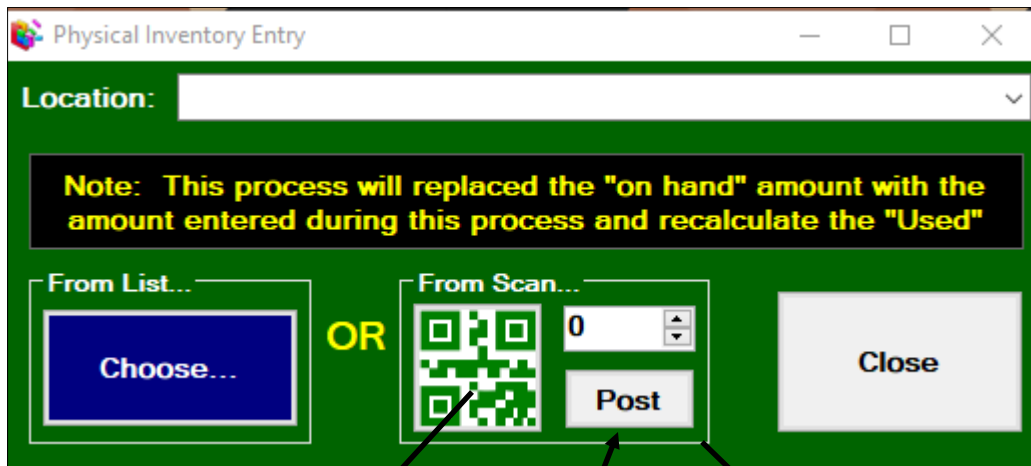 Physical Inventory Entry
Location:
Note: This process will replaced the "on hand" amount with the
amount entered during this process and recalculate the "Used"
From List...
Choose...
OR
From Scan...
0
Post
Close